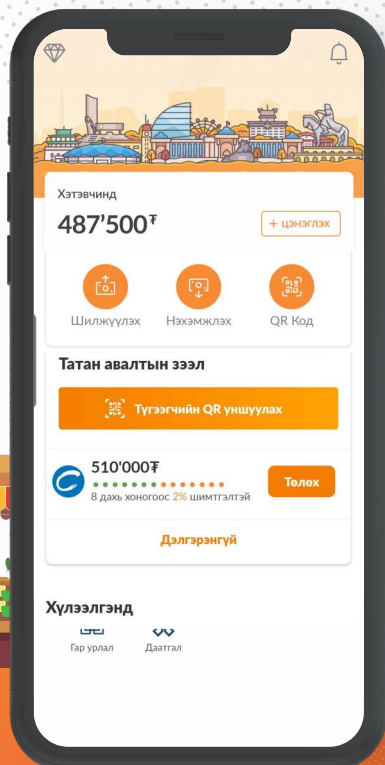 Хэтэвчинд
487’500₮
+ цэнэглэх
Шилжүүлэх
Нэхэмжлэх
QR Код
Татан авалтын зээл
Түгээгчийн QR уншуулах
510'000₮
8 дахь хоногоос 2% шимтгэлтэй
Төлөх
Дэлгэрэнгүй
Хүлээлгэнд
Гар урлал
Даатгал